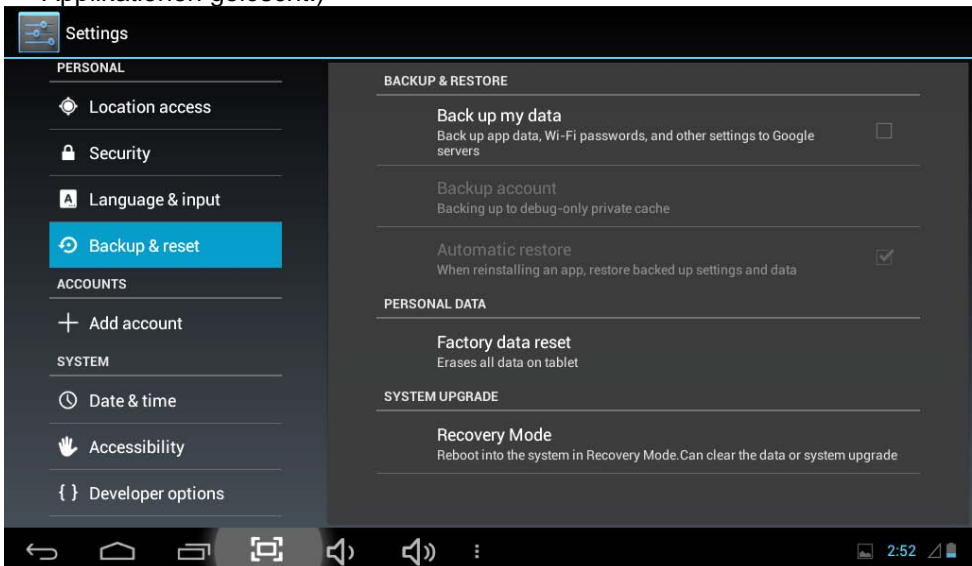 Applikationen gelöscht.)
Settings
PERSONAL
Location access
Security
Language & input
Backup & reset
ACCOUNTS
Add account
SYSTEM
Date & time
Accessibility
{ } Developer options
BACKUP & RESTORE
Back up my data
Back up app data, Wi-Fi passwords, and other settings to Google
servers
Backup account
Backing up to debug-only private cache
Automatic restore
When reinstalling an app, restore backed up settings and data
PERSONAL DATA
Factory data reset
Erases all data on tablet
SYSTEM UPGRADE
Recovery Mode
Reboot into the system in Recovery Mode.Can clear the data or system upgrade
2:52